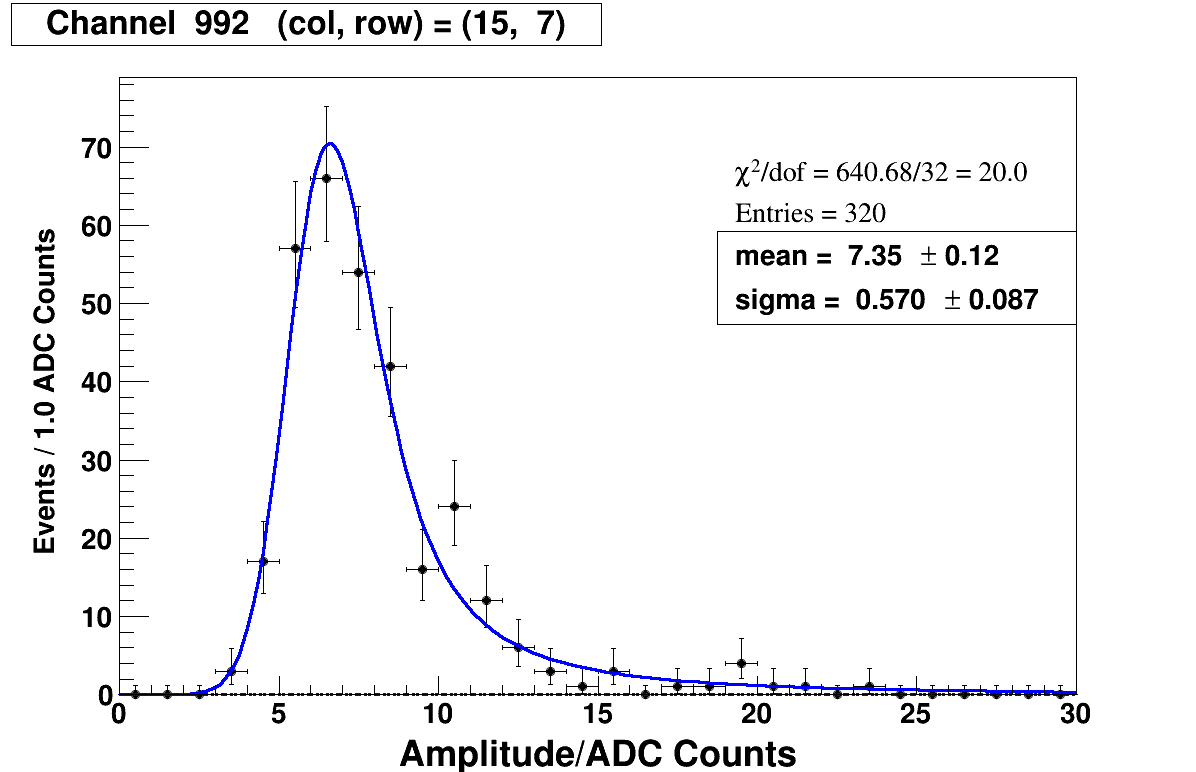 Channel 992 (col, row) = (15, 7)
χ²/dof = 640.68/32 = 20.0
Entries = 320
mean = 7.35 ± 0.12
sigma = 0.570 ± 0.087
Events / 1.0 ADC Counts
70
60
50
40
30
20
10
0
0 5 10 15 20 25 30
Amplitude/ADC Counts